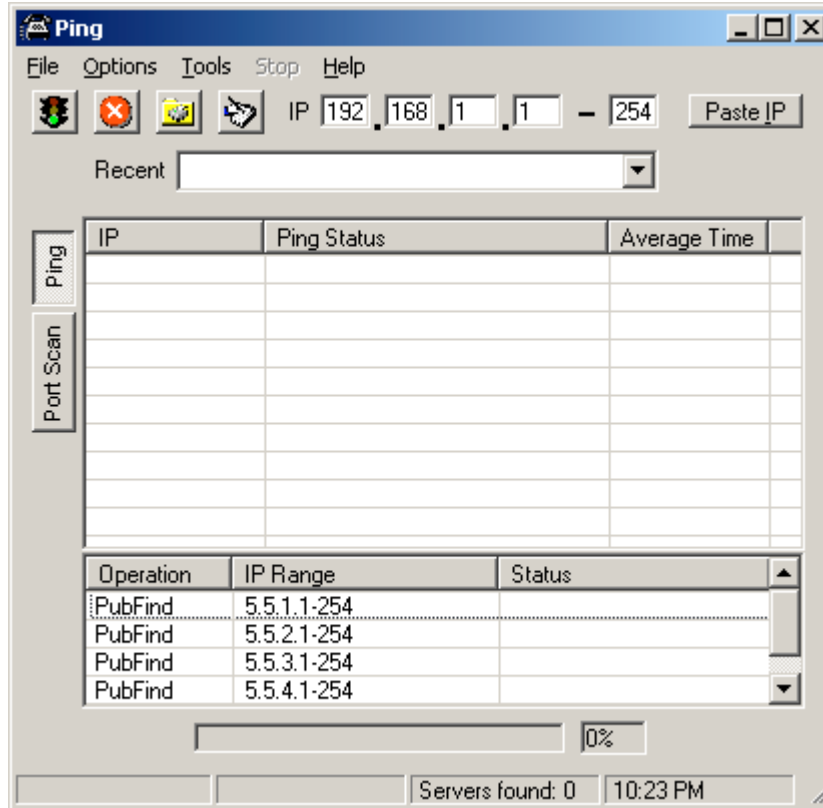 Ping
File Options Tools Stop Help
IP 192 . 168 . 1 . 1 - 254 Paste IP
Recent
Ping
Port Scan
IP Ping Status Average Time
Operation IP Range Status
PubFind 5.5.1.1-254
PubFind 5.5.2.1-254
PubFind 5.5.3.1-254
PubFind 5.5.4.1-254
0%
Servers found: 0 10:23 PM